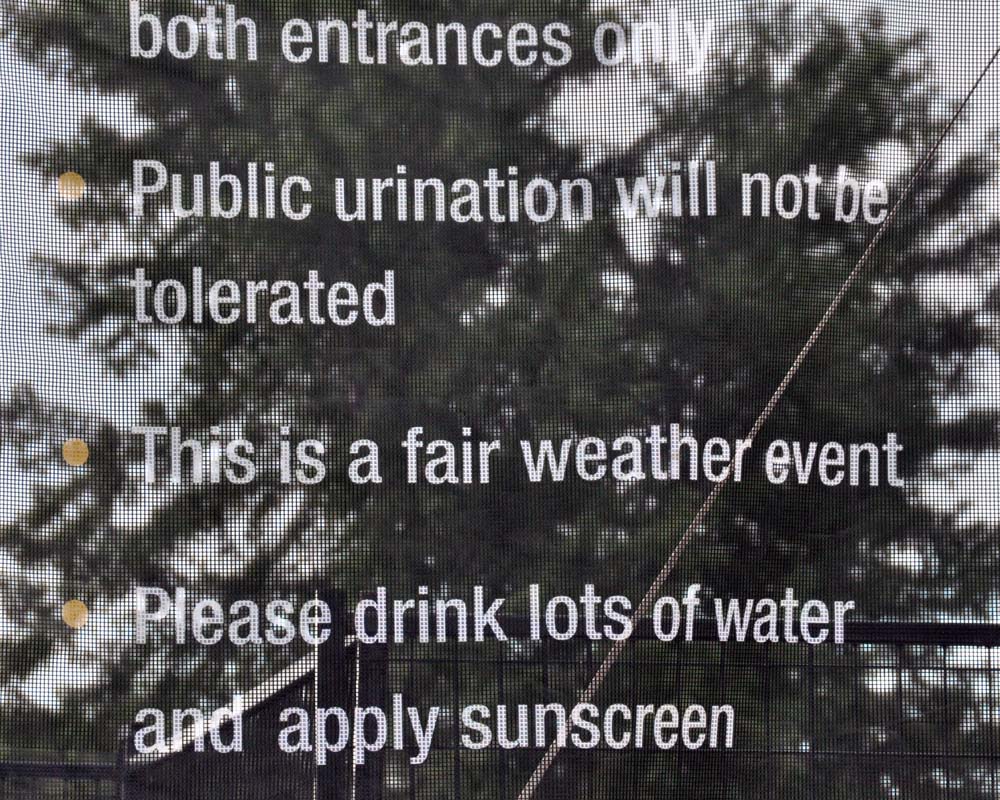 both entrances only
Public urination will not be
tolerated
This is a fair weather event
Please drink lots of water
and apply sunscreen